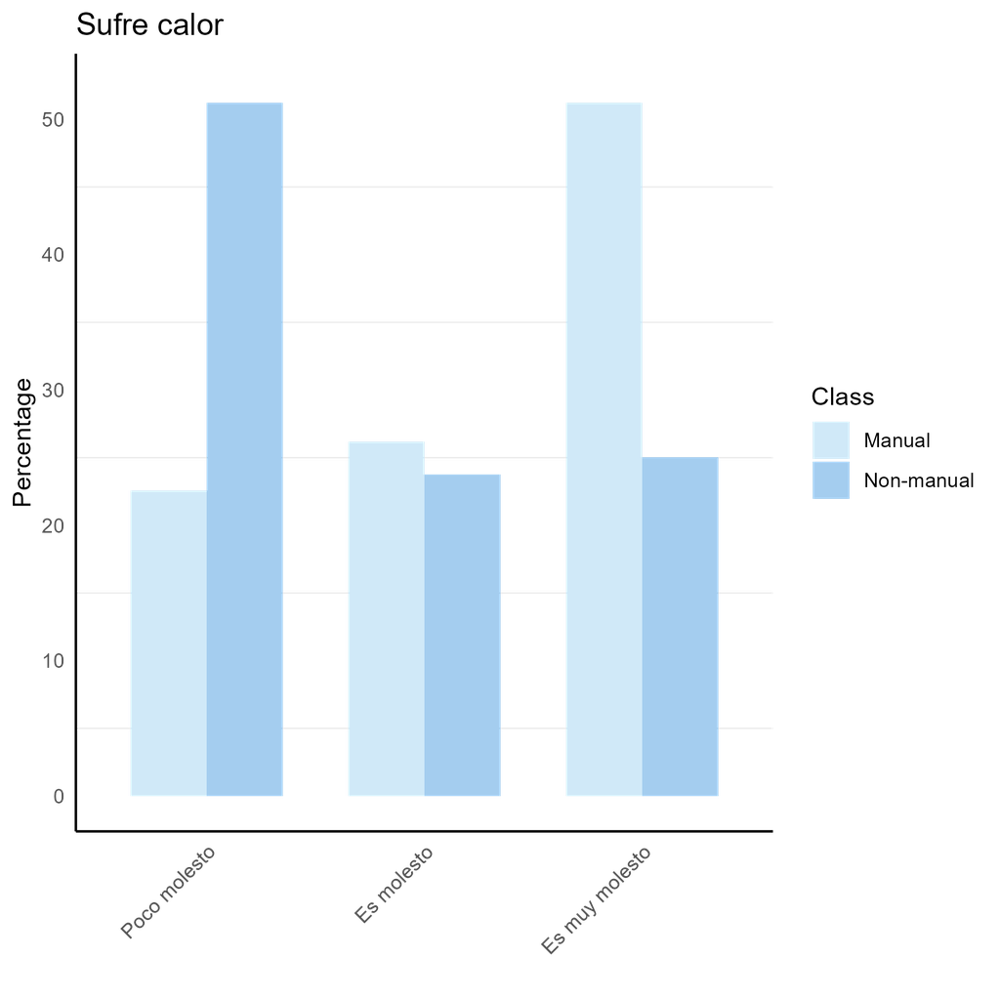 Sufre calor
Percentage
50
40
30
20
10
0
Poco molesto
Es molesto
Es muy molesto
Class
Manual
Non-manual